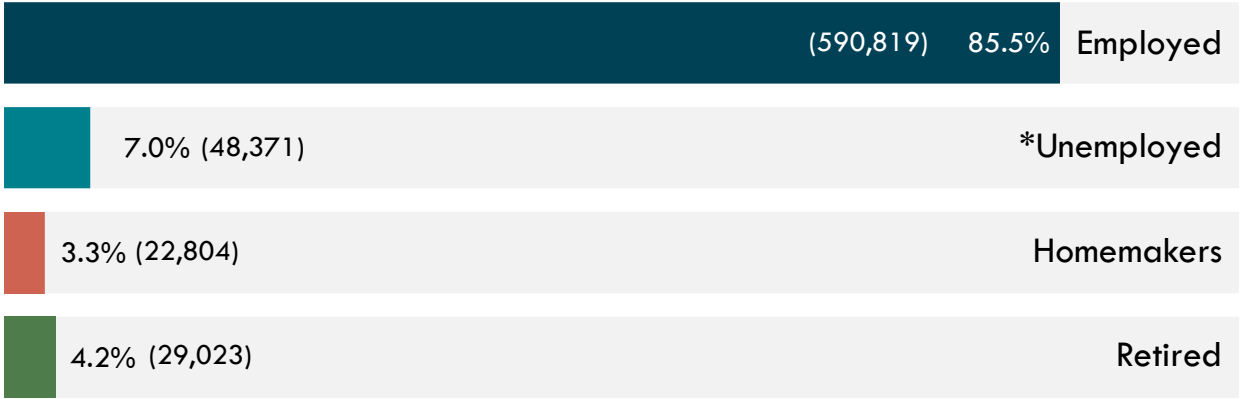 (590,819) 85.5% Employed
7.0% (48,371) *Unemployed
3.3% (22,804) Homemakers
4.2% (29,023) Retired